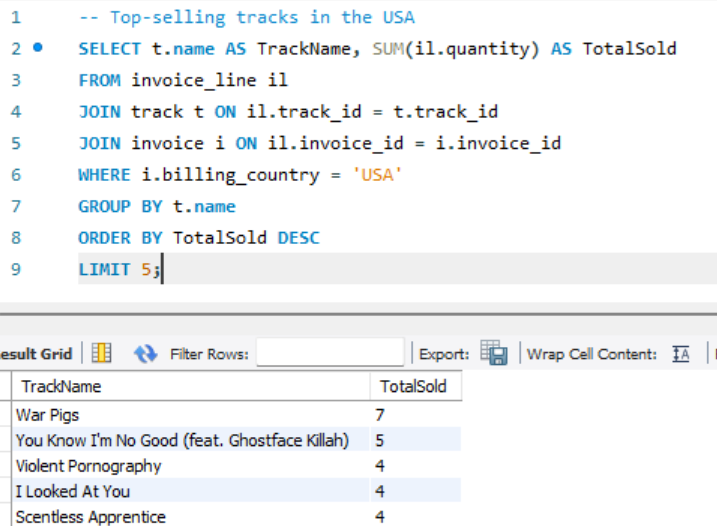 1 -- Top-selling tracks in the USA
2 SELECT t.name AS TrackName, SUM(il.quantity) AS TotalSold
3 FROM invoice_line il
4 JOIN track t ON il.track_id = t.track_id
5 JOIN invoice i ON il.invoice_id = i.invoice_id
6 WHERE i.billing_country = 'USA'
7 GROUP BY t.name
8 ORDER BY TotalSold DESC
9 LIMIT 5;
esult Grid Filter Rows: Export: Wrap Cell Content: IA
TrackName TotalSold
War Pigs 7
You Know I'm No Good (feat. Ghostface Killah) 5
Violent Pornography 4
I Looked At You 4
Scentless Apprentice 4